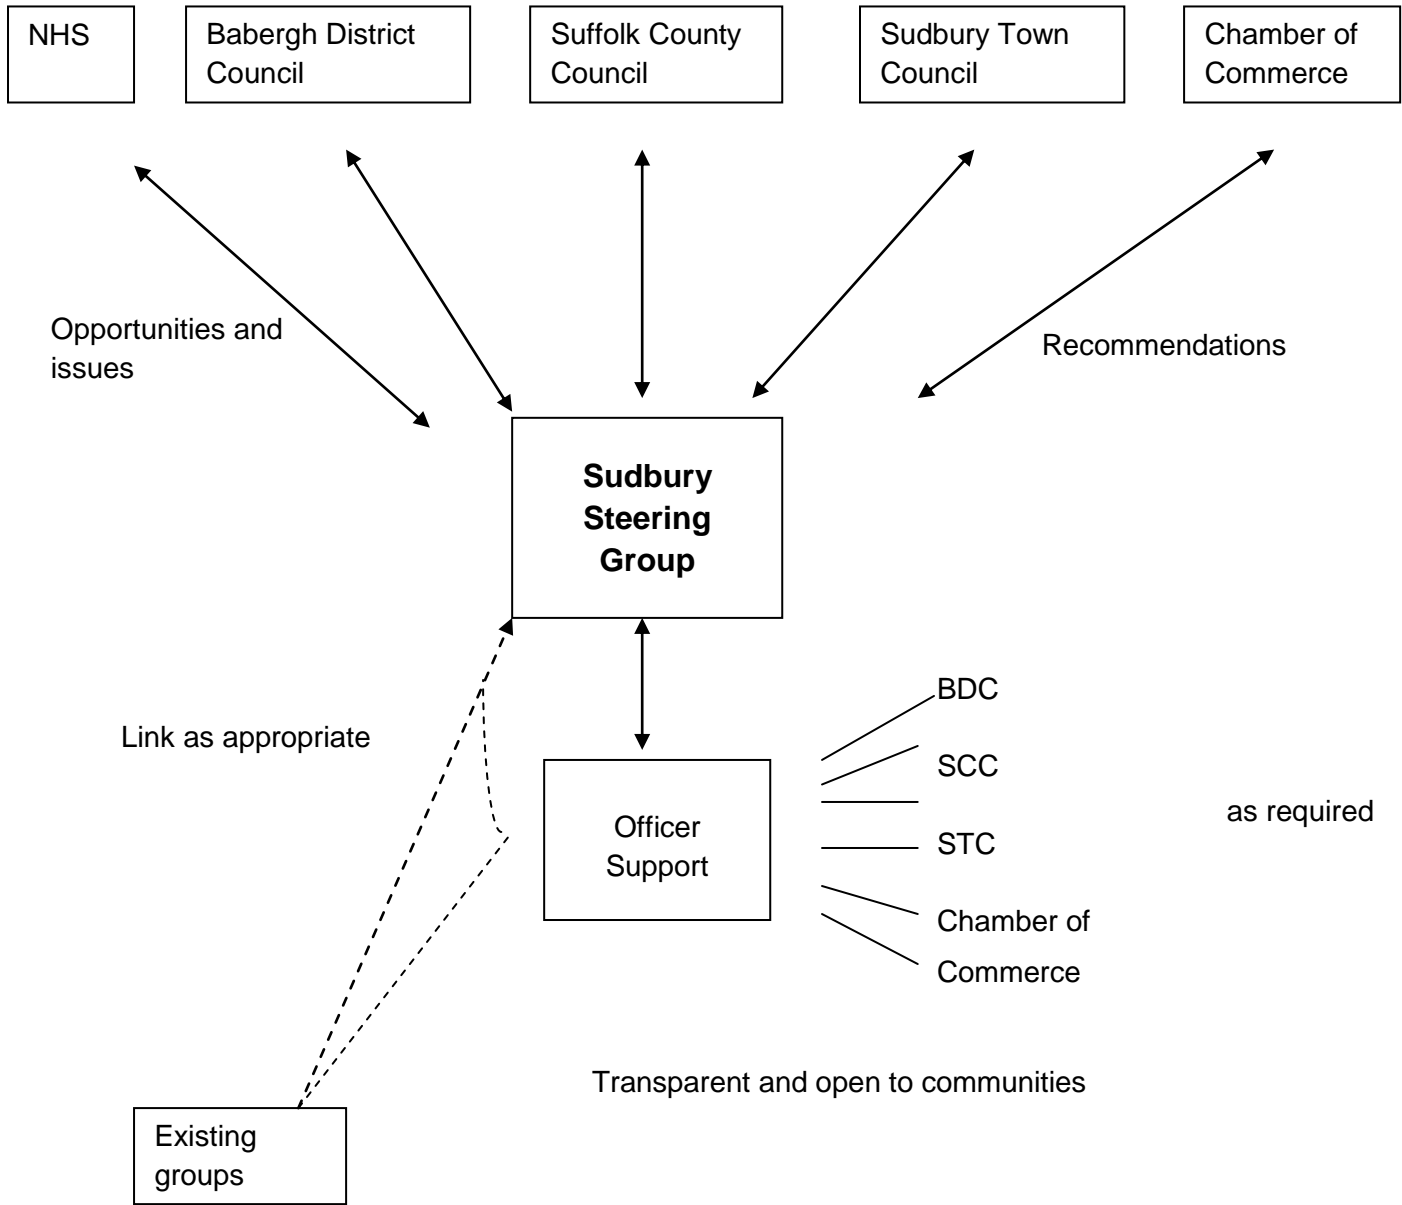 NHS
Babergh District
Council
Suffolk County
Council
Sudbury Town
Council
Chamber of
Commerce
Opportunities and
issues
Recommendations
Sudbury
Steering
Group
Link as appropriate
Officer
Support
BDC
SCC
STC
Chamber of
Commerce
as required
Transparent and open to communities
Existing
groups